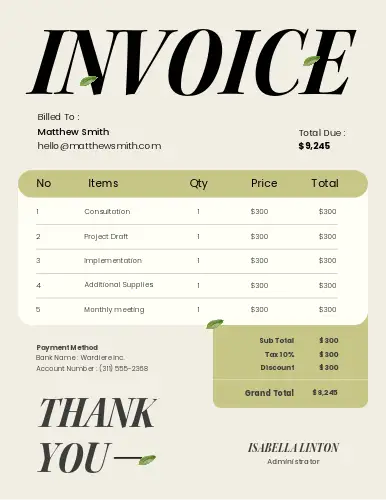 INVOICE
Billed To :
Matthew Smith
hello@matthewsmith.com
Total Due :
$9,245
No Items Qty Price Total
1 Consultation 1 $300 $300
2 Project Draft 1 $300 $300
3 Implementation 1 $300 $300
4 Additional Supplies 1 $300 $300
5 Monthly meeting 1 $300 $300
Sub Total $300
Tax 10% $300
Discount $300
Grand Total $9,245
Payment Method
Bank Name : Wardiere Inc.
Account Number : (311) 555-2368
THANK
YOU —
ISABELLA LINTON
Administrator